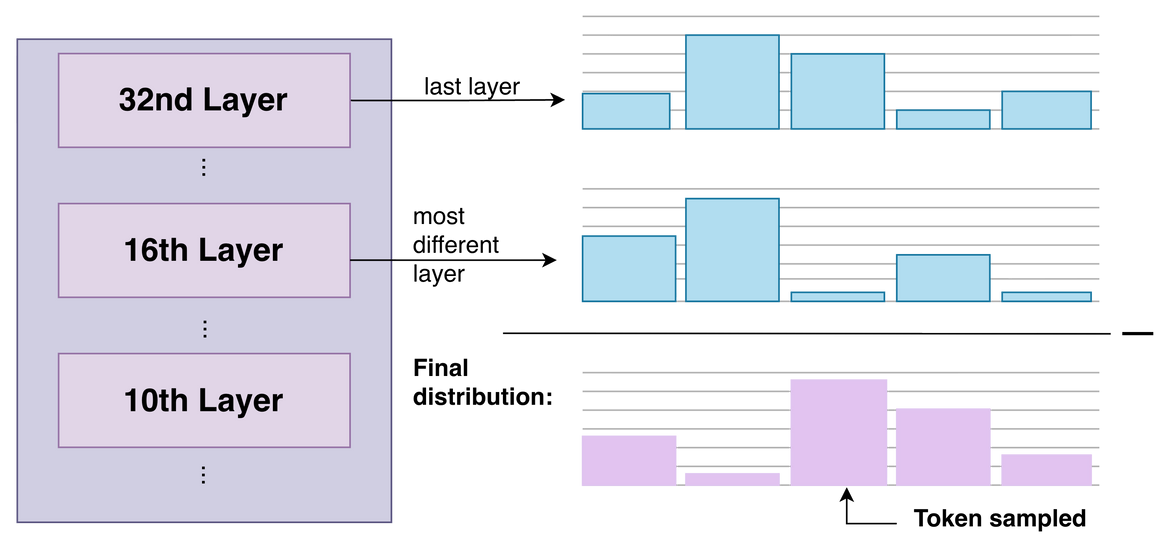 32nd Layer
last layer
⋮
16th Layer
most
different
layer
⋮
10th Layer
⋮
Final
distribution:
Token sampled